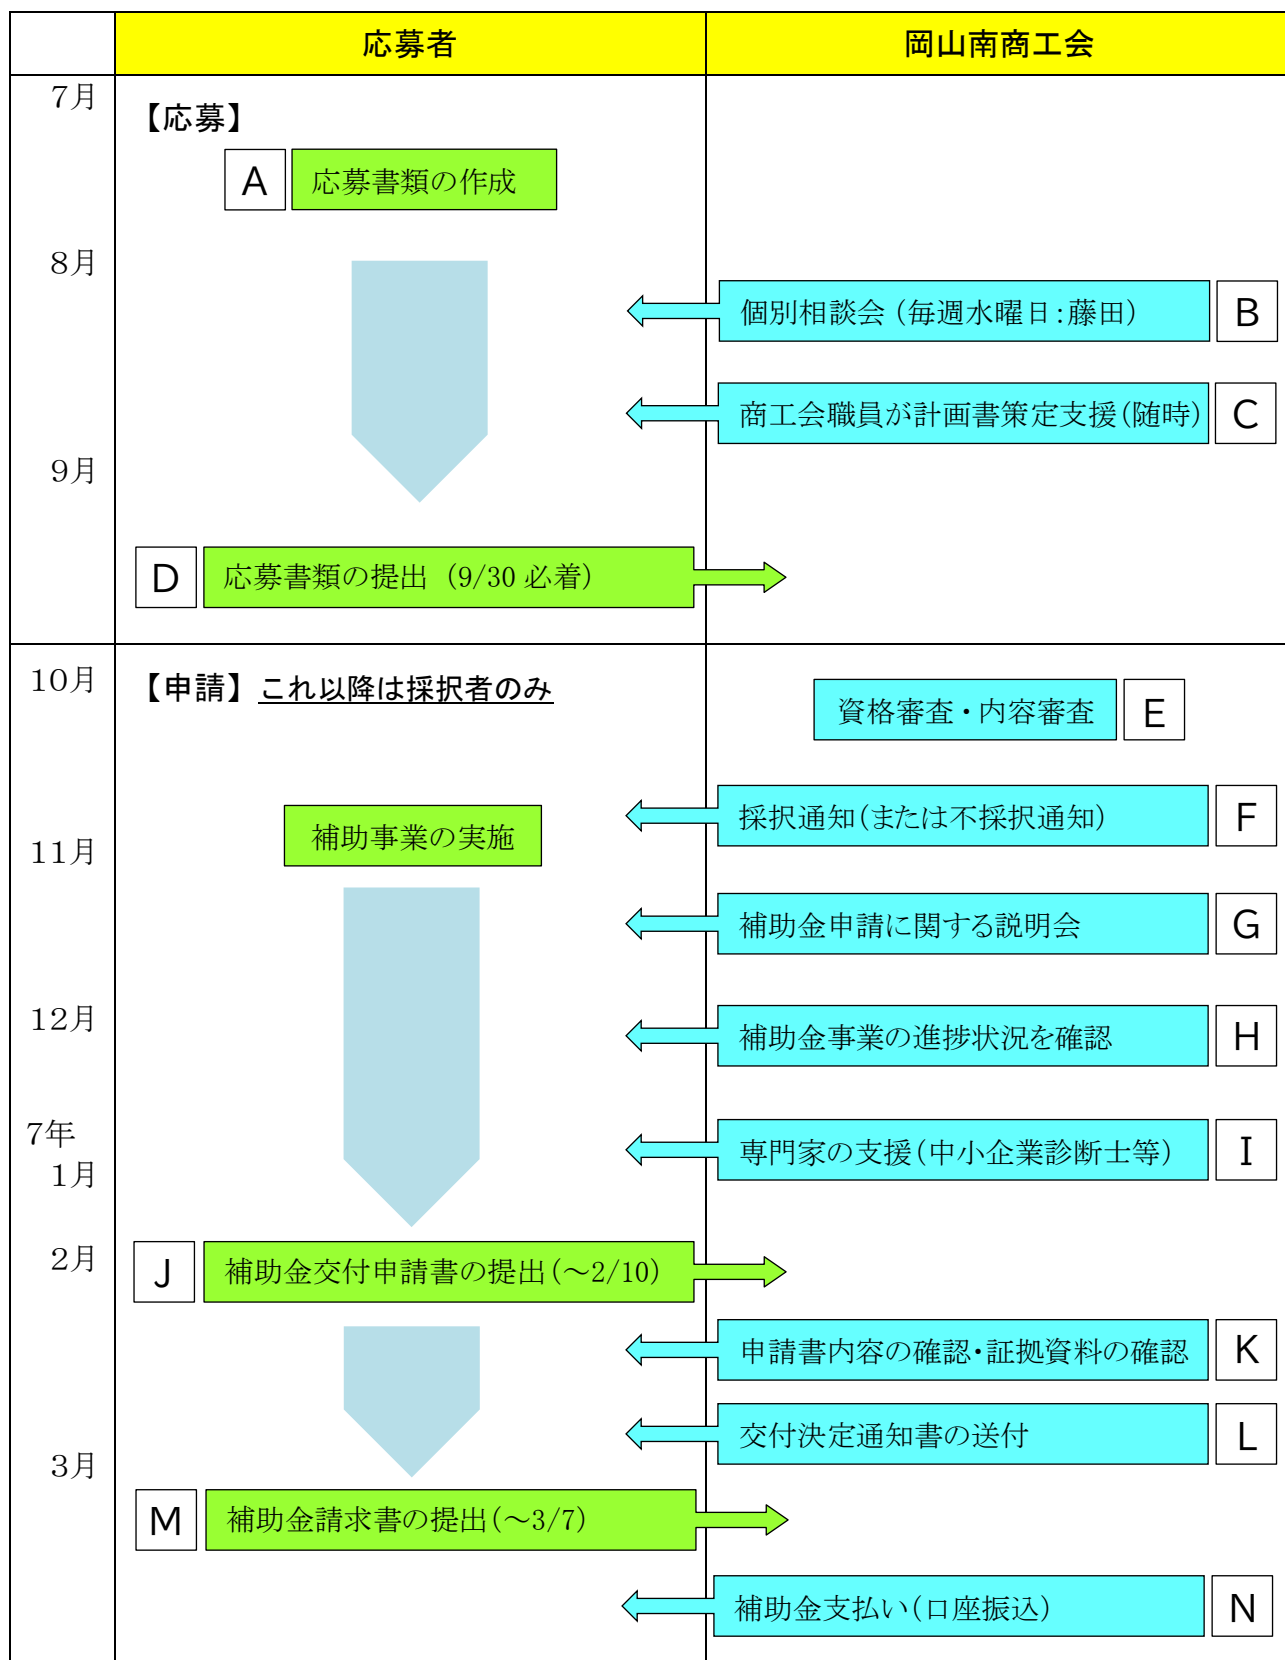 応募者
岡山南商工会
7月
【応募】
A
応募書類の作成
8月
個別相談会（毎週水曜日:藤田）
B
商工会職員が計画書策定支援（随時）
C
9月
D
応募書類の提出（9/30 必着）
10月
【申請】これ以降は採択者のみ
資格審査・内容審査
E
採択通知（または不採択通知）
F
補助事業の実施
11月
補助金申請に関する説明会
G
12月
補助金事業の進捗状況を確認
H
7年
1月
専門家の支援（中小企業診断士等）
I
2月
J
補助金交付申請書の提出（～2/10）
申請書内容の確認・証拠資料の確認
K
交付決定通知書の送付
L
3月
M
補助金請求書の提出（～3/7）
補助金支払い（口座振込）
N